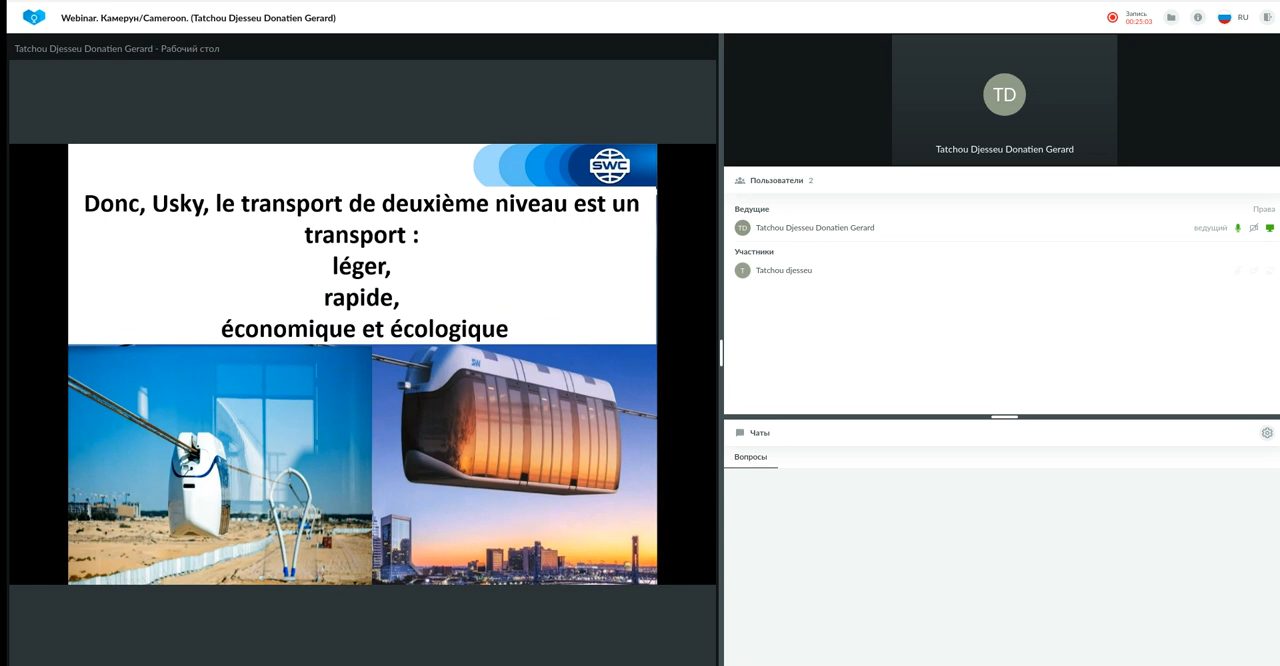 Webinar. Камерун/Cameroon. (Tatchou Djesseu Donatien Gerard)
Запись
00:25:03
RU
Tatchou Djesseu Donatien Gerard - Рабочий стол
SWC
Donc, Usky, le transport de deuxième niveau est un
transport :
léger,
rapide,
économique et écologique
TD
Tatchou Djesseu Donatien Gerard
Пользователи 2
Ведущие Права
TD Tatchou Djesseu Donatien Gerard ведущий
Участники
T Tatchou djesseu
Чаты
Вопросы